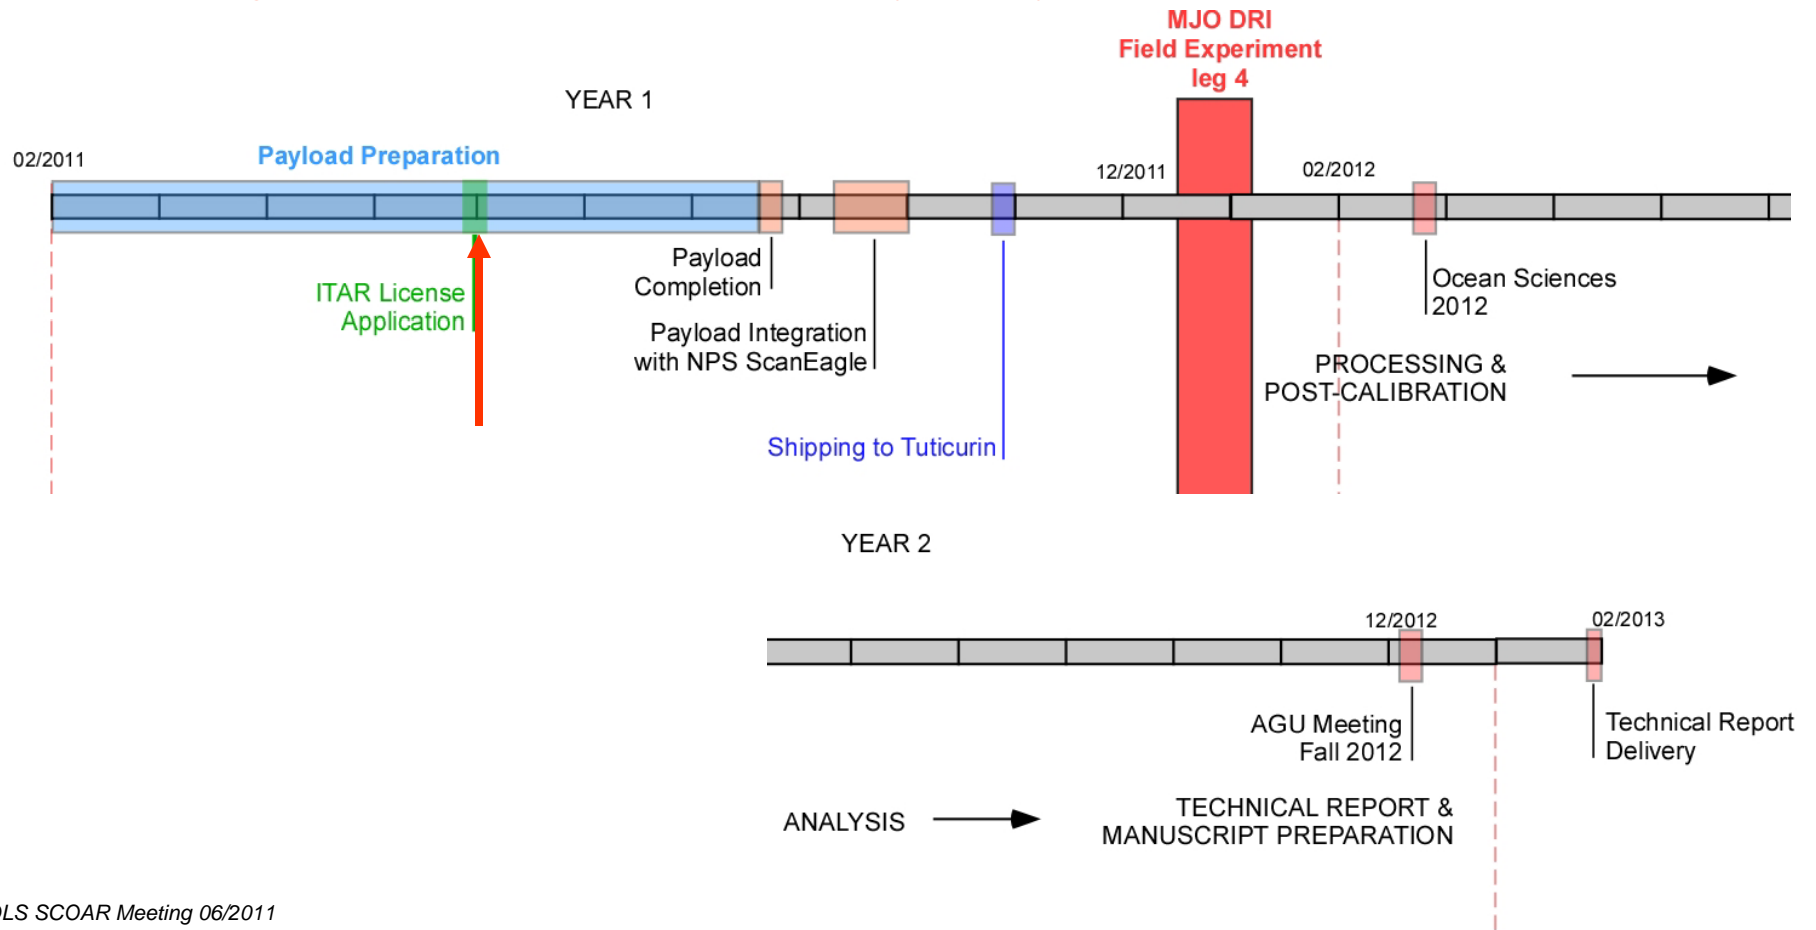 MJO DRI
Field Experiment
leg 4
YEAR 1
02/2011
Payload Preparation
12/2011
02/2012
ITAR License
Application
Payload
Completion
Payload Integration
with NPS ScanEagle
Shipping to Tuticurin
Ocean Sciences
2012
PROCESSING &
POST-CALIBRATION
YEAR 2
12/2012
02/2013
AGU Meeting
Fall 2012
Technical Report
Delivery
ANALYSIS
TECHNICAL REPORT &
MANUSCRIPT PREPARATION
SCOAR Meeting 06/2011